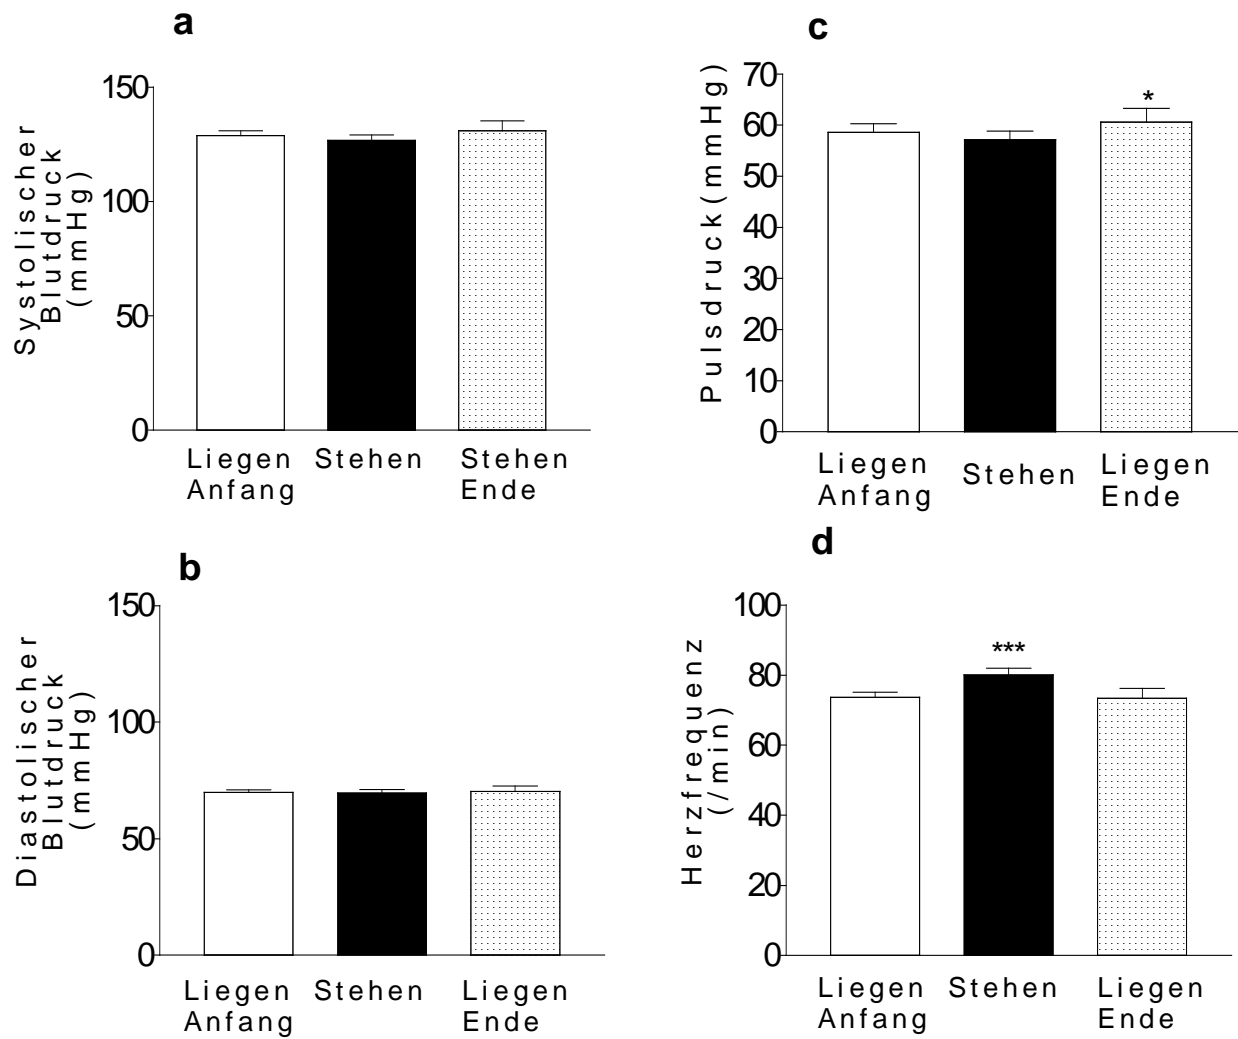 a
Systolischer
Blutdruck
(mmHg)
150
100
50
0
Liegen
Anfang
Stehen
Stehen
Ende
c
Pulsdruck (mmHg)
70
60
50
40
30
20
10
0
*
Liegen
Anfang
Stehen
Liegen
Ende
b
Diastolischer
Blutdruck
(mmHg)
150
100
50
0
Liegen
Anfang
Stehen
Liegen
Ende
d
Herzfrequenz
(/min)
100
80
60
40
20
0
***
Liegen
Anfang
Stehen
Liegen
Ende